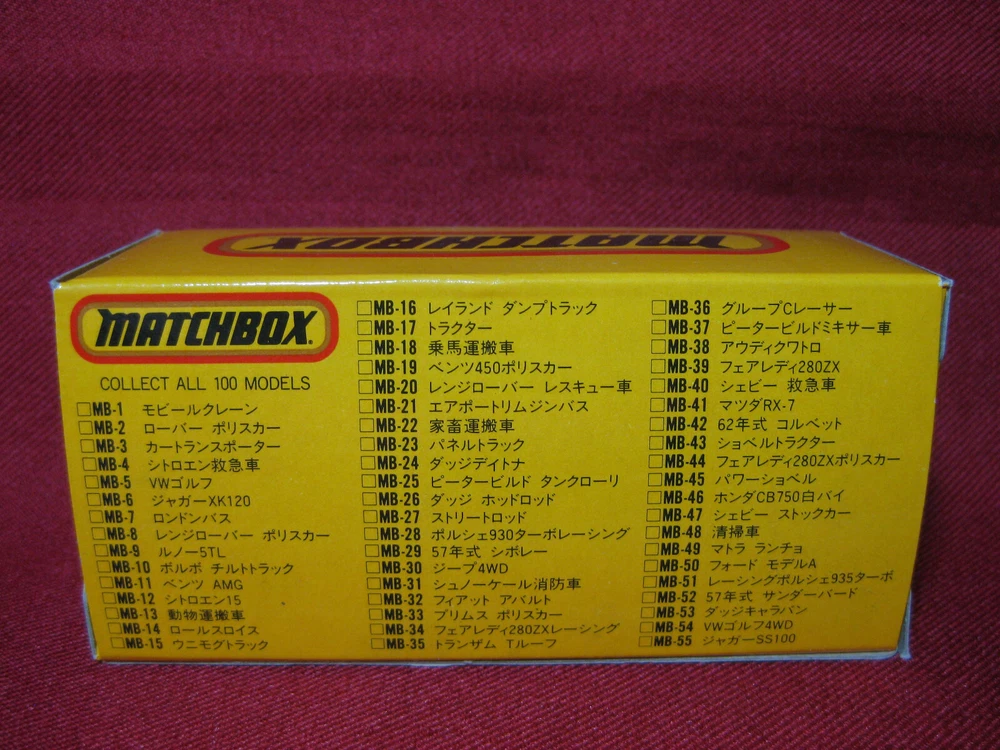 MATCHBOX
MATCHBOX
COLLECT ALL 100 MODELS
□MB-1 モビールクレーン
□MB-2 ローバー ポリスカー
□MB-3 カートランスポーター
□MB-4 シトロエン救急車
□MB-5 VWゴルフ
□MB-6 ジャガーXK120
□MB-7 ロンドンバス
□MB-8 レンジローバー ポリスカー
□MB-9 ルノー5TL
□MB-10 ボルボ チルトトラック
□MB-11 ベンツ AMG
□MB-12 シトロエン15
□MB-13 動物運搬車
□MB-14 ロールスロイス
□MB-15 ウニモグトラック
□MB-16 レイランド ダンプトラック
□MB-17 トラクター
□MB-18 乗馬運搬車
□MB-19 ベンツ450ポリスカー
□MB-20 レンジローバー レスキュー車
□MB-21 エアポートリムジンバス
□MB-22 家畜運搬車
□MB-23 パネルトラック
□MB-24 ダッジデイトナ
□MB-25 ピータービルド タンクローリ
□MB-26 ダッジ ホッドロッド
□MB-27 ストリートロッド
□MB-28 ポルシェ930ターボレーシング
□MB-29 57年式 シボレー
□MB-30 ジープ4WD
□MB-31 シュノーケール消防車
□MB-32 フィアット アバルト
□MB-33 プリムス ポリスカー
□MB-34 フェアレディ280ZXレーシング
□MB-35 トランザム Tルーフ
□MB-36 グループCレーサー
□MB-37 ピータービルドミキサー車
□MB-38 アウディクワトロ
□MB-39 フェアレディ280ZX
□MB-40 シェビー 救急車
□MB-41 マツダRX-7
□MB-42 62年式 コルベット
□MB-43 ショベルトラクター
□MB-44 フェアレディ280ZXポリスカー
□MB-45 パワーショベル
□MB-46 ホンダCB750白バイ
□MB-47 シェビー ストックカー
□MB-48 清掃車
□MB-49 マトラ ランチョ
□MB-50 フォード モデルA
□MB-51 レーシングポルシェ935ターボ
□MB-52 57年式 サンダーバード
□MB-53 ダッジキャラバン
□MB-54 VWゴルフ4WD
□MB-55 ジャガーSS100